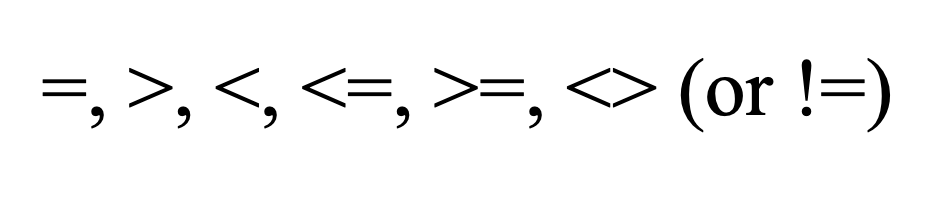 =, >, <, <=, >=, <> (or !=)